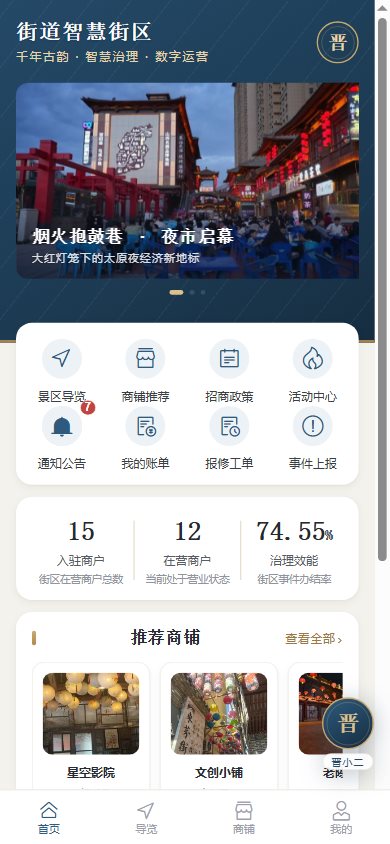 街道智慧街区
千年古韵 · 智慧治理 · 数字运营
晋
烟火抱鼓巷 · 夜市启幕
大红灯笼下的太原夜经济新地标
景区导览
商铺推荐
招商政策
活动中心
7
通知公告
我的账单
报修工单
事件上报
15
12
74.55%
入驻商户
在营商户
治理效能
街区在营商户总数
当前处于营业状态
街区事件办结率
推荐商铺
查看全部 ›
星空影院
文创小铺
晋
晋小二
首页
导览
商铺
我的